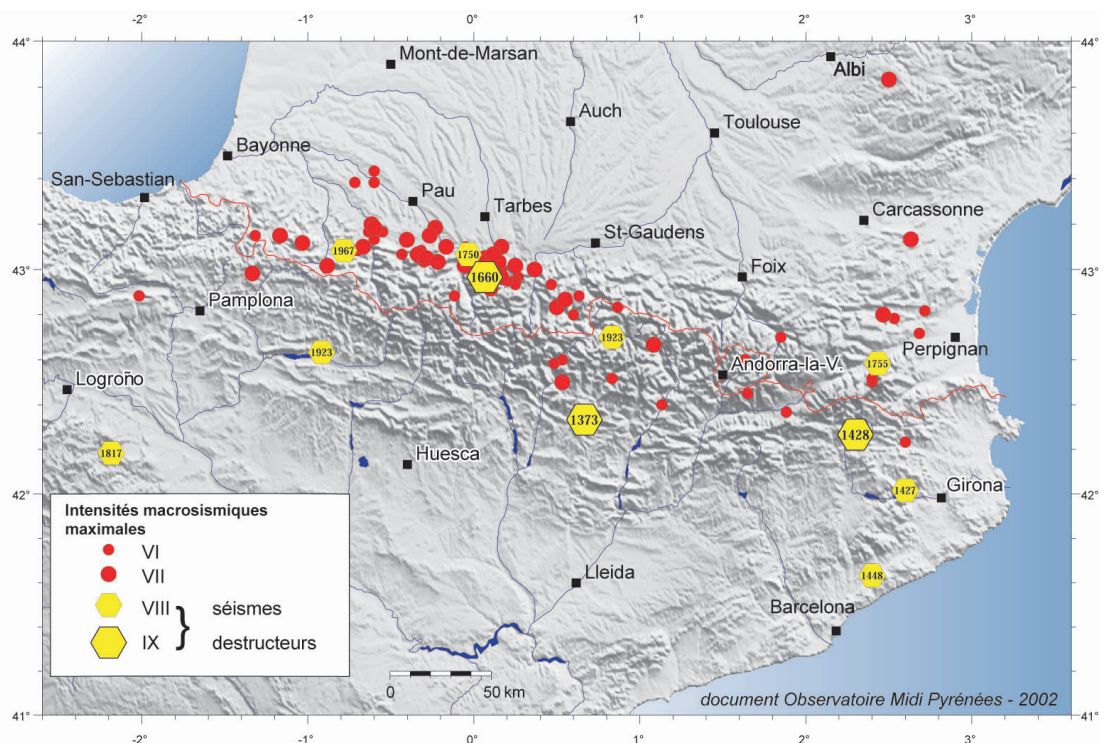 -2° -1° 0° 1° 2° 3°
44° 44°
Mont-de-Marsan
Albi
Auch
Toulouse
Bayonne
San-Sebastian
Pau
Tarbes
Carcassonne
St-Gaudens
1967
1750
43° 43°
1660
Foix
Pamplona
1923
1923
Perpignan
1755
Andorra-la-V.
Logroño
1373
1428
1817
Huesca
42° 42°
1427
Girona
Intensités macrosismiques
maximales
VI
VII
VIII
IX
} séismes
destructeurs
1448
Lleida
Barcelona
0 50 km
document Observatoire Midi Pyrénées - 2002
41° 41°
-2° -1° 0° 1° 2° 3°